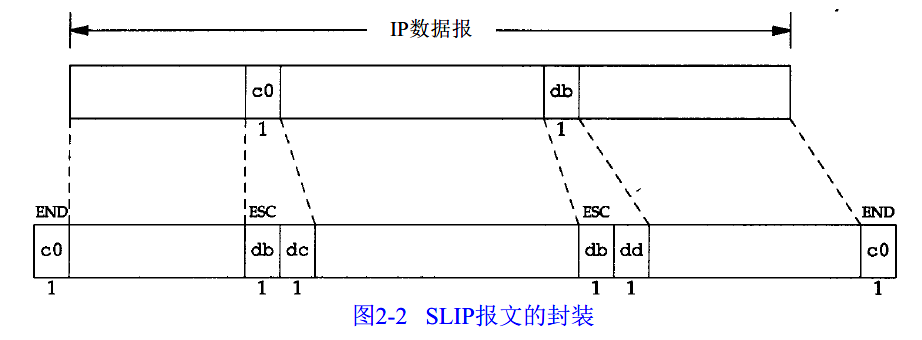 IP数据报
c0 db
1 1
END ESC ESC END
c0 db dc db dd c0
1 1 1 1 1 1
图2-2 SLIP报文的封装